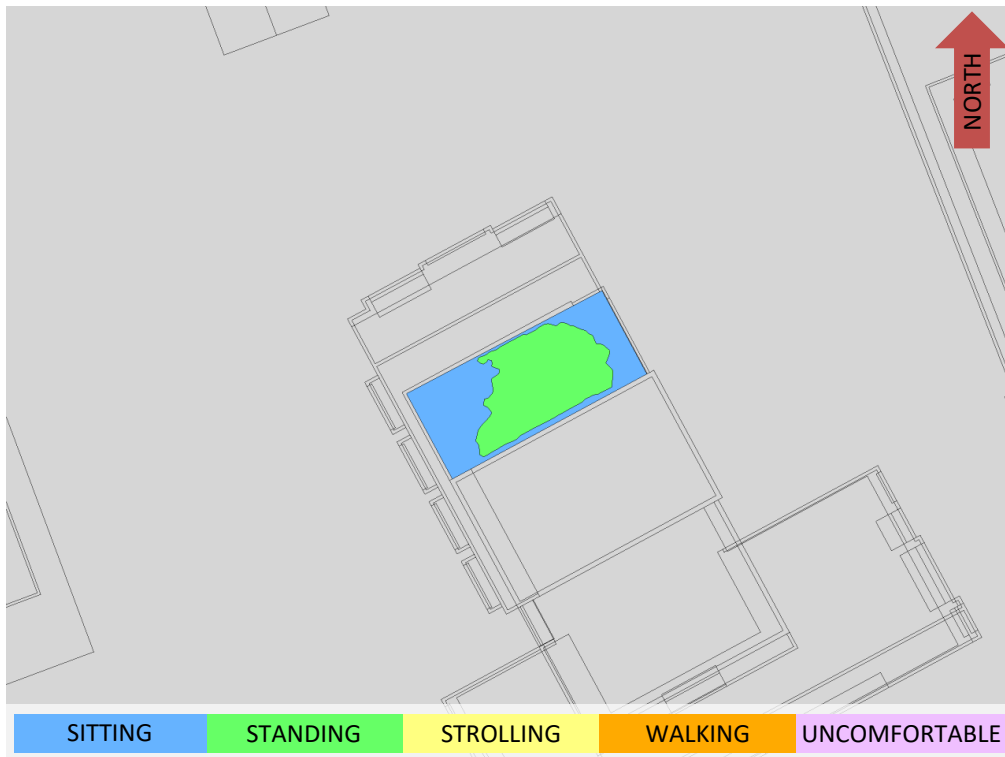 NORTH
SITTING
STANDING
STROLLING
WALKING
UNCOMFORTABLE